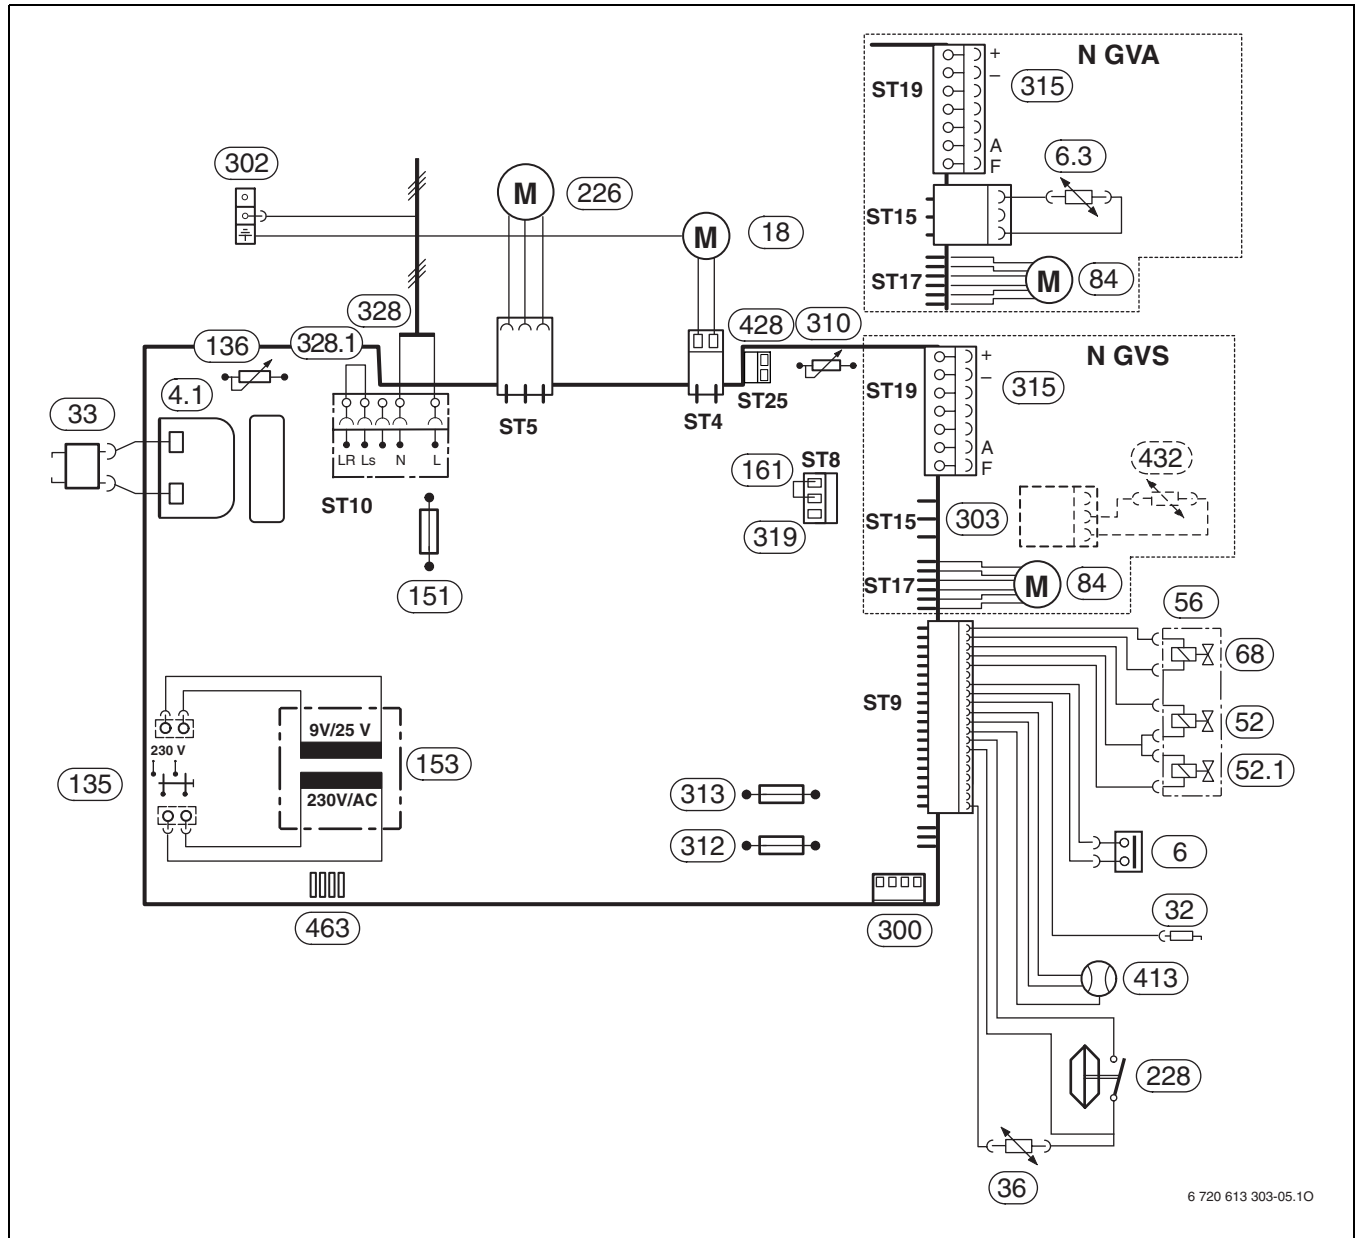 N GVA
ST19
+
–
315
A
F
6.3
302
M
226
M
18
ST15
ST17
M
84
328
428
310
136
328.1
N GVS
4.1
ST19
+
–
315
33
ST5
ST4
ST25
A
F
432
LR Ls N L
161
ST8
ST10
ST15
303
319
151
ST17
M
84
56
68
ST9
52
9V/25 V
230 V
153
52.1
135
230V/AC
313
312
6
463
300
32
413
228
36
6 720 613 303-05.1O